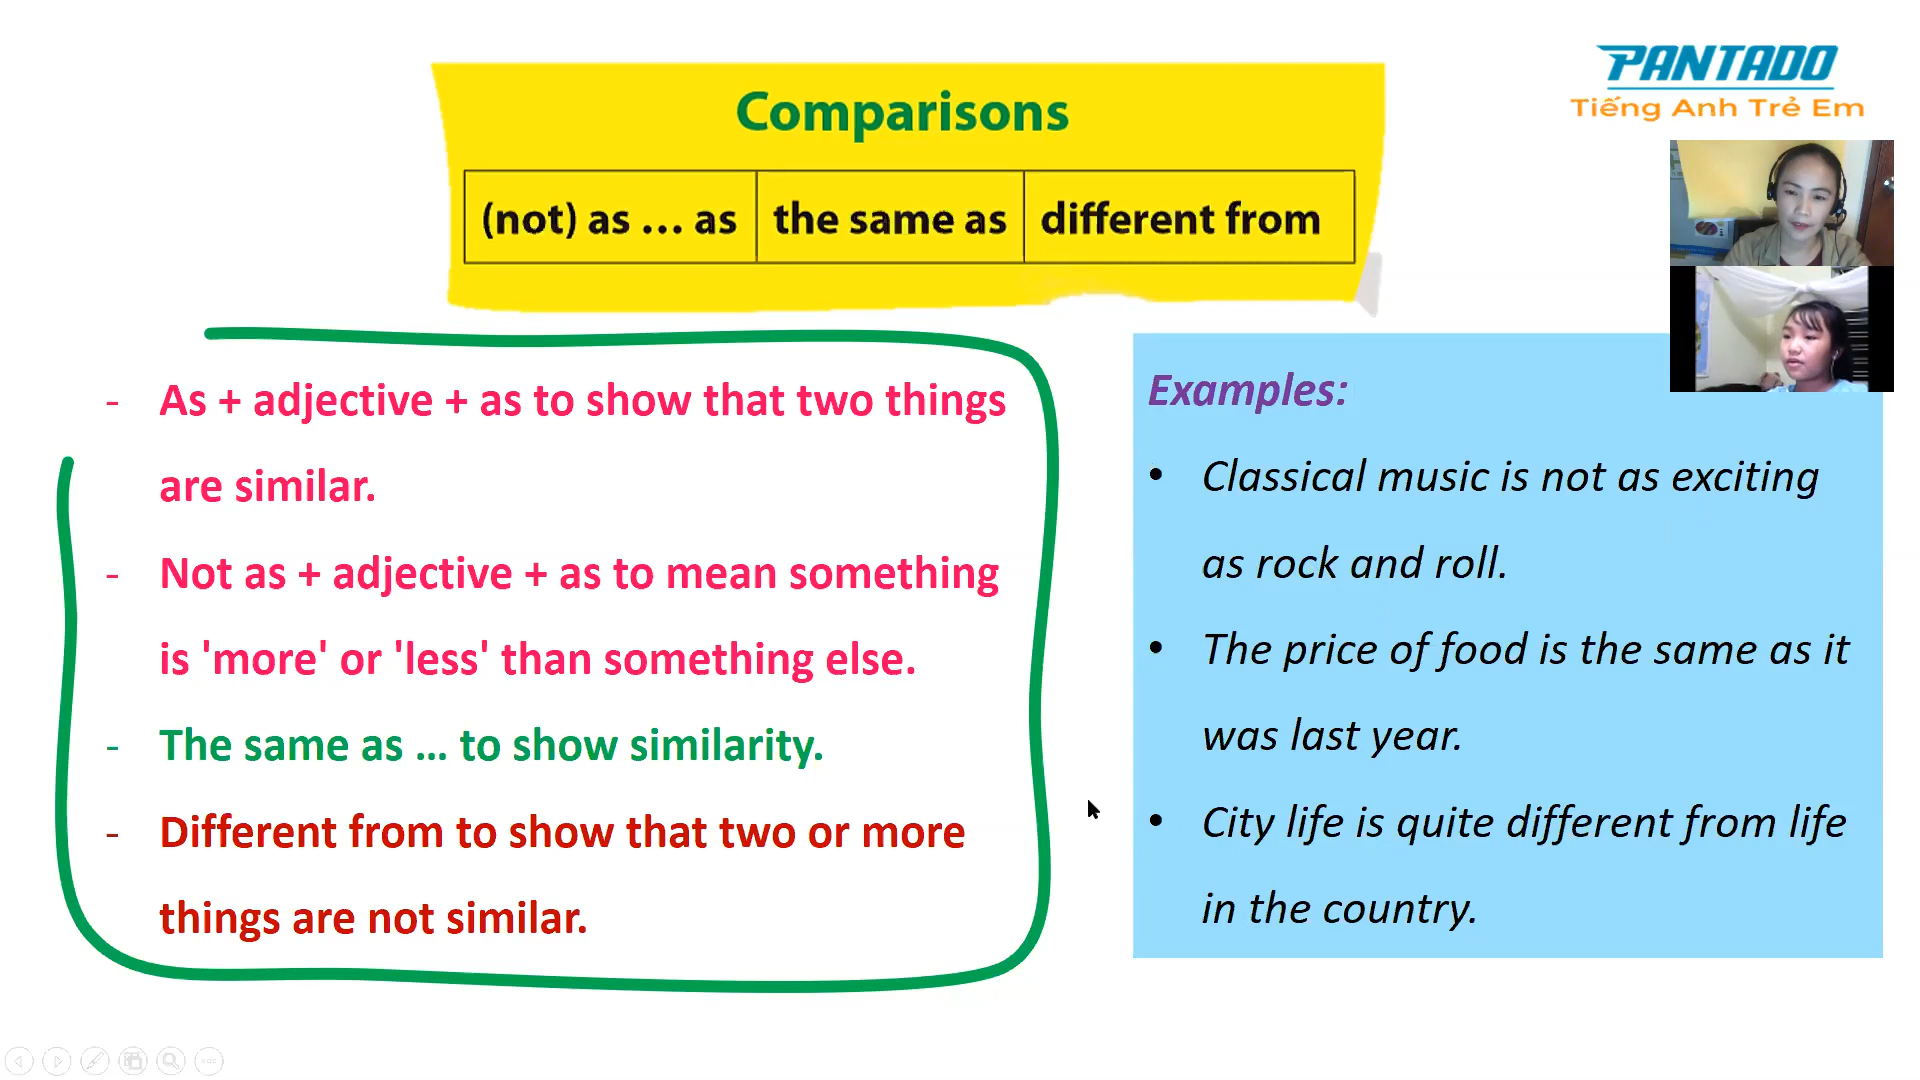 PANTADO
Tiếng Anh Trẻ Em
Comparisons
(not) as ... as
the same as
different from
- As + adjective + as to show that two things
are similar.
- Not as + adjective + as to mean something
is 'more' or 'less' than something else.
- The same as ... to show similarity.
- Different from to show that two or more
things are not similar.
Examples:
• Classical music is not as exciting
as rock and roll.
• The price of food is the same as it
was last year.
• City life is quite different from life
in the country.